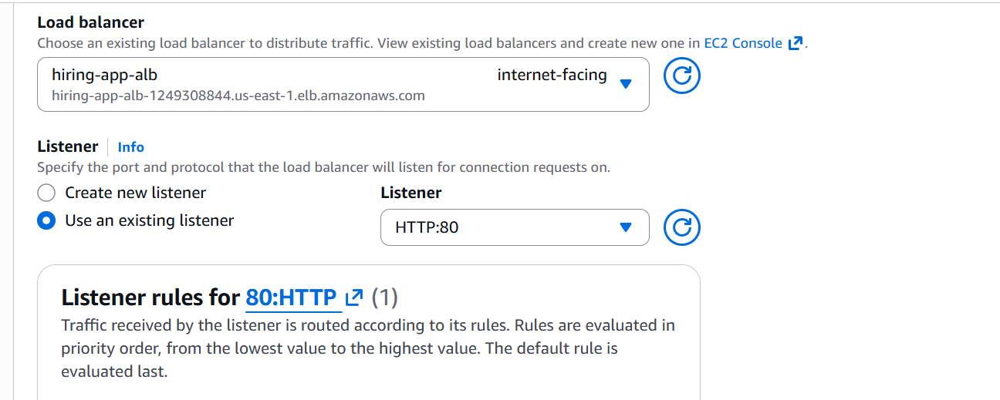 Load balancer
Choose an existing load balancer to distribute traffic. View existing load balancers and create new one in EC2 Console .
hiring-app-alb internet-facing
hiring-app-alb-1249308844.us-east-1.elb.amazonaws.com
Listener Info
Specify the port and protocol that the load balancer will listen for connection requests on.
Create new listener
Use an existing listener
Listener
HTTP:80
Listener rules for 80:HTTP (1)
Traffic received by the listener is routed according to its rules. Rules are evaluated in
priority order, from the lowest value to the highest value. The default rule is
evaluated last.